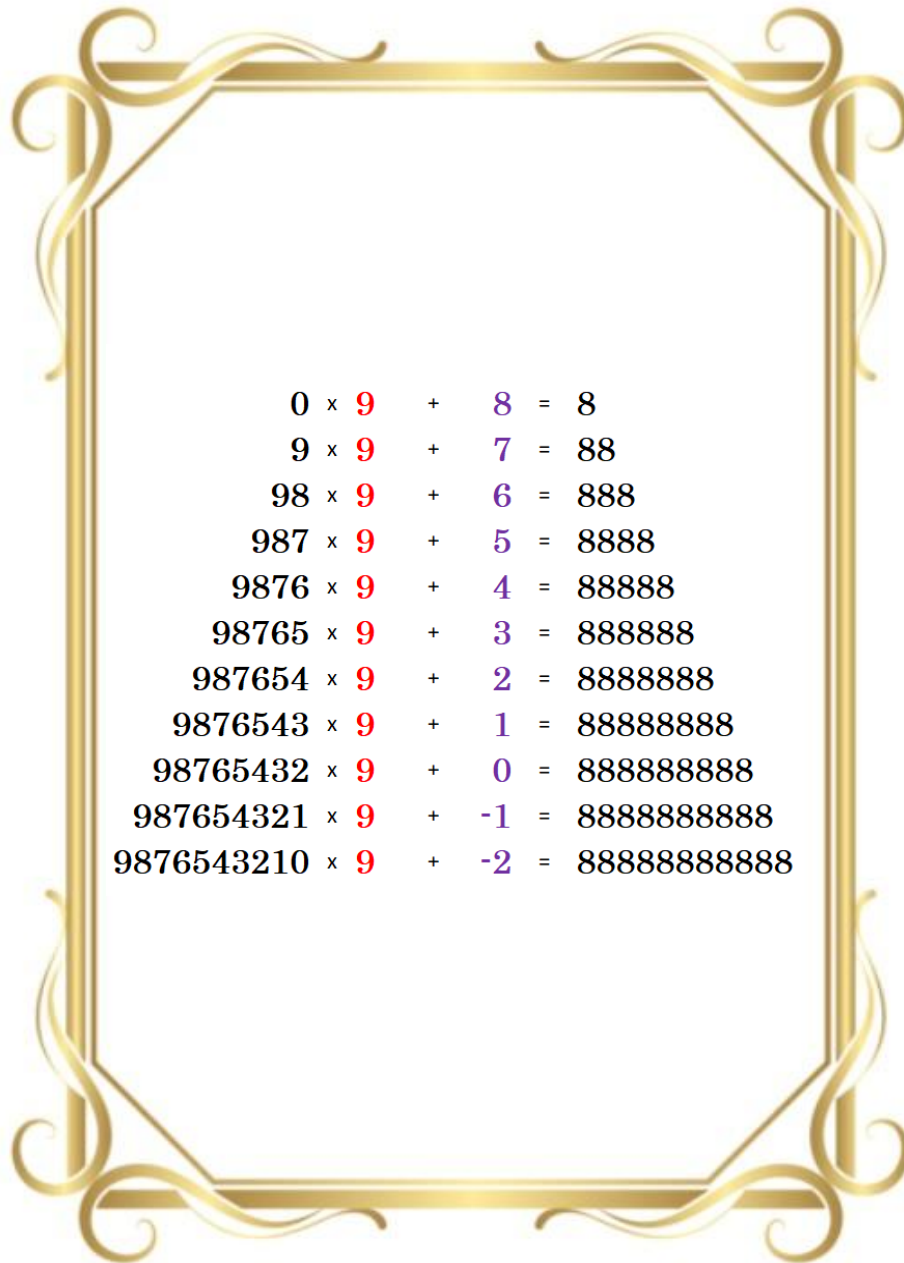 0 x 9 + 8 = 8
9 x 9 + 7 = 88
98 x 9 + 6 = 888
987 x 9 + 5 = 8888
9876 x 9 + 4 = 88888
98765 x 9 + 3 = 888888
987654 x 9 + 2 = 8888888
9876543 x 9 + 1 = 88888888
98765432 x 9 + 0 = 888888888
987654321 x 9 + -1 = 8888888888
9876543210 x 9 + -2 = 88888888888